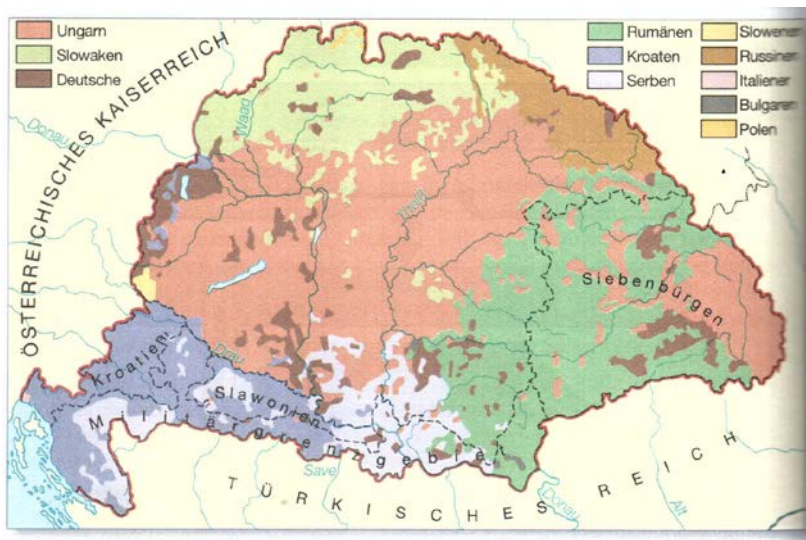 Ungarn
Slowaken
Deutsche
Rumänen
Kroaten
Serben
Slowenen
Russinen
Italiener
Bulgaren
Polen
ÖSTERREICHISCHES KAISERREICH
Donau
Waag
Theiß
Siebenbürgen
Drau
Kroatien
Slawonien
Militärgrenzgebiet
Save
TÜRKISCHES REICH
Donau
Alt